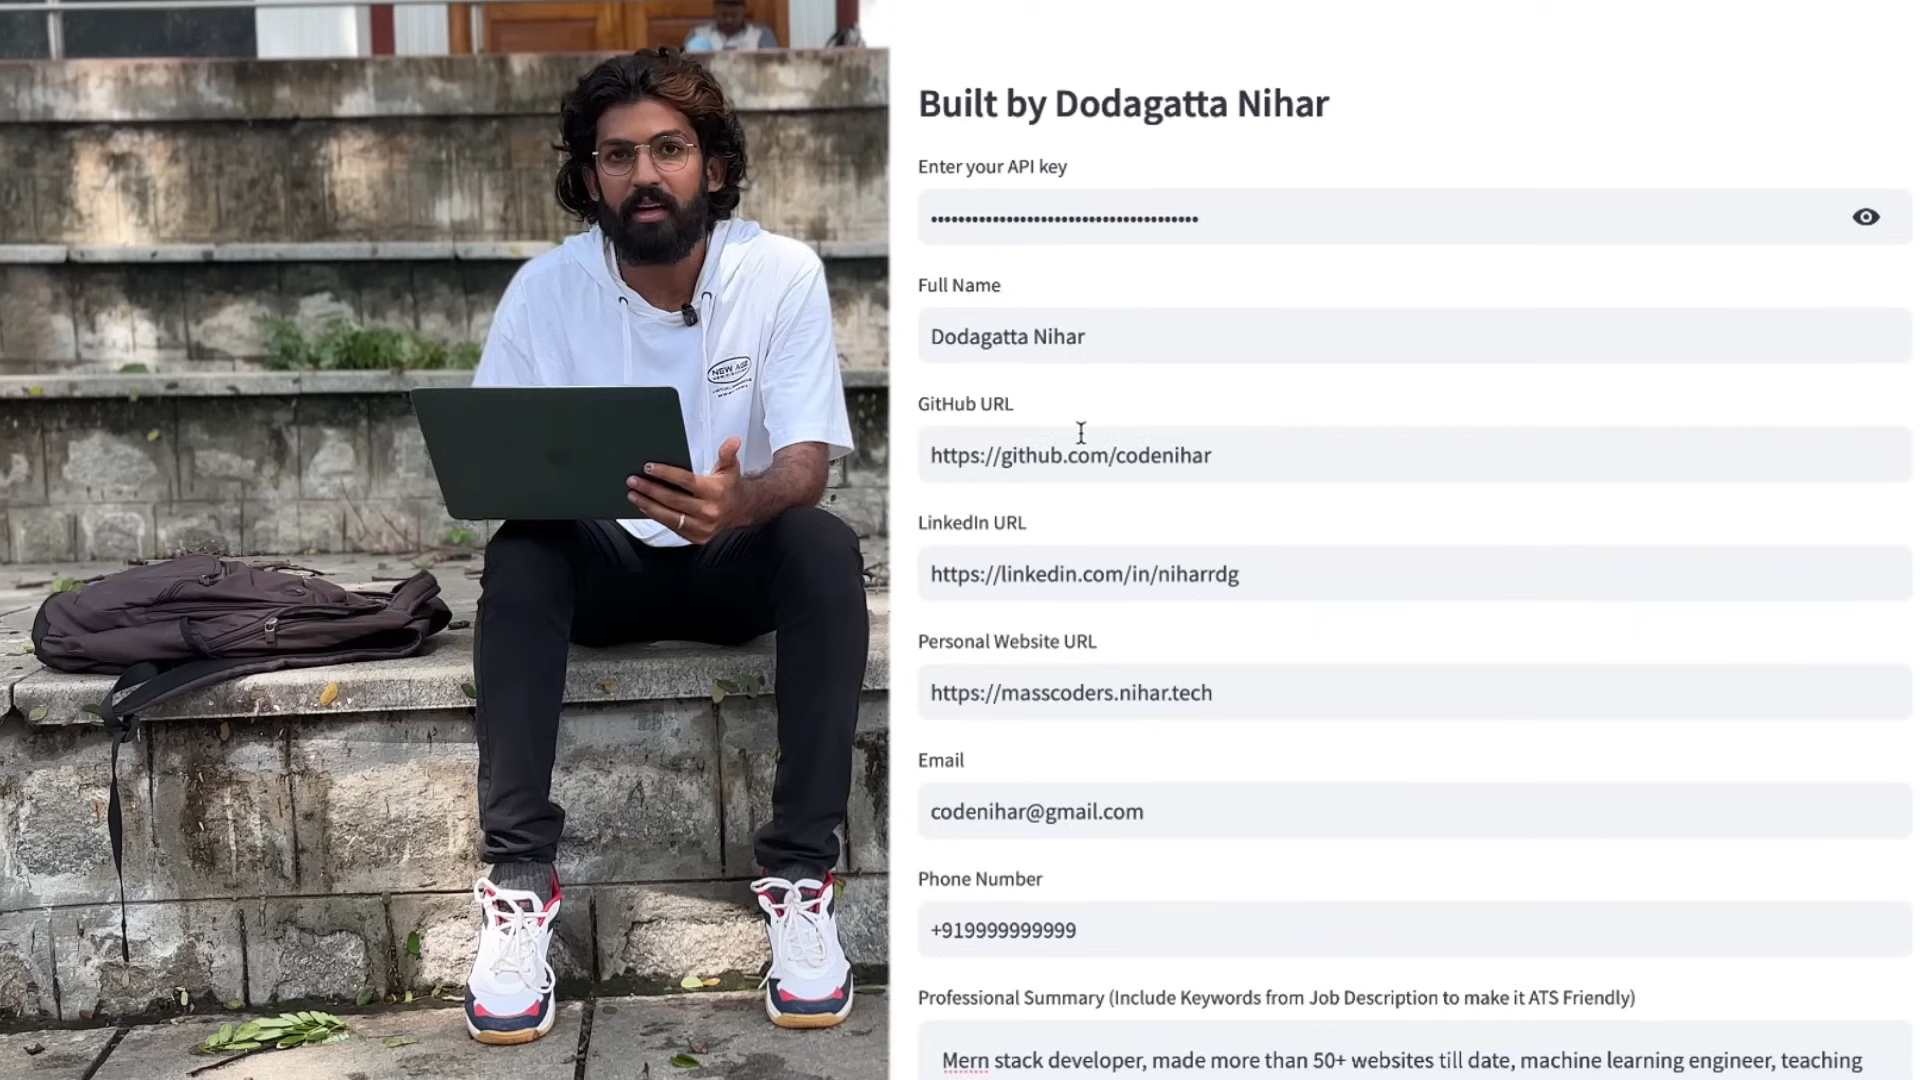 Built by Dodagatta Nihar
Enter your API key
••••••••••••••••••••••••••••••••••••••
Full Name
Dodagatta Nihar
GitHub URL
https://github.com/codenihar
LinkedIn URL
https://linkedin.com/in/niharrdg
Personal Website URL
https://masscoders.nihar.tech
Email
codenihar@gmail.com
Phone Number
+919999999999
Professional Summary (Include Keywords from Job Description to make it ATS Friendly)
Mern stack developer, made more than 50+ websites till date, machine learning engineer, teaching
NEW AGE